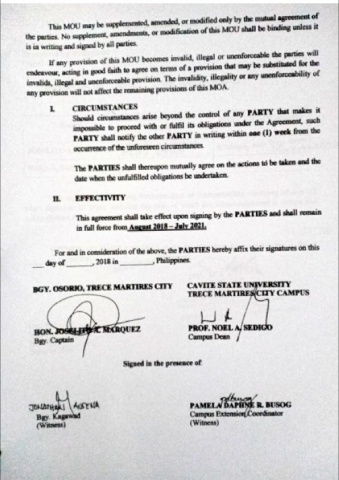 This MOU may be supplemented, amended, or modified only by the mutual agreement of
the parties. No supplement, amendments, or modification of this MOU shall be binding unless it
is in writing and signed by all parties.
If any provision of this MOU becomes invalid, illegal or unenforceable the parties will
endeavour, acting in good faith to agree on terms of a provision that may be substituted for the
invalids, illegal and unenforceable provision. The invalidity, illegality or any unenforceability of
any provision will not affect the remaining provisions of this MOA.
I. CIRCUMSTANCES
Should circumstances arise beyond the control of any PARTY that makes it
impossible to proceed with or fulfil its obligations under the Agreement, such
PARTY shall notify the other PARTY in writing within one (1) week from the
occurrence of the unforeseen circumstances.
The PARTIES shall thereupon mutually agree on the actions to be taken and the
date when the unfulfilled obligations be undertaken.
II. EFFECTIVITY
This agreement shall take effect upon signing by the PARTIES and shall remain
in full force from August 2018 – July 2021.
For and in consideration of the above, the PARTIES hereby affix their signatures on this
___ day of ______, 2018 in ________, Philippines.
BGY. OSORIO, TRECE MARTIRES CITY
CAVITE STATE UNIVERSITY
TRECE MARTIRES CITY CAMPUS
HON. MARQUEZ
Bgy. Captain
PROF. NOEL A. SEDIGO
Campus Dean
Signed in the presence of
JONATHAN
Bgy. Kagawad
(Witness)
PAMELA DAPHNE R. BUSOG
Campus Extension Coordinator
(Witness)